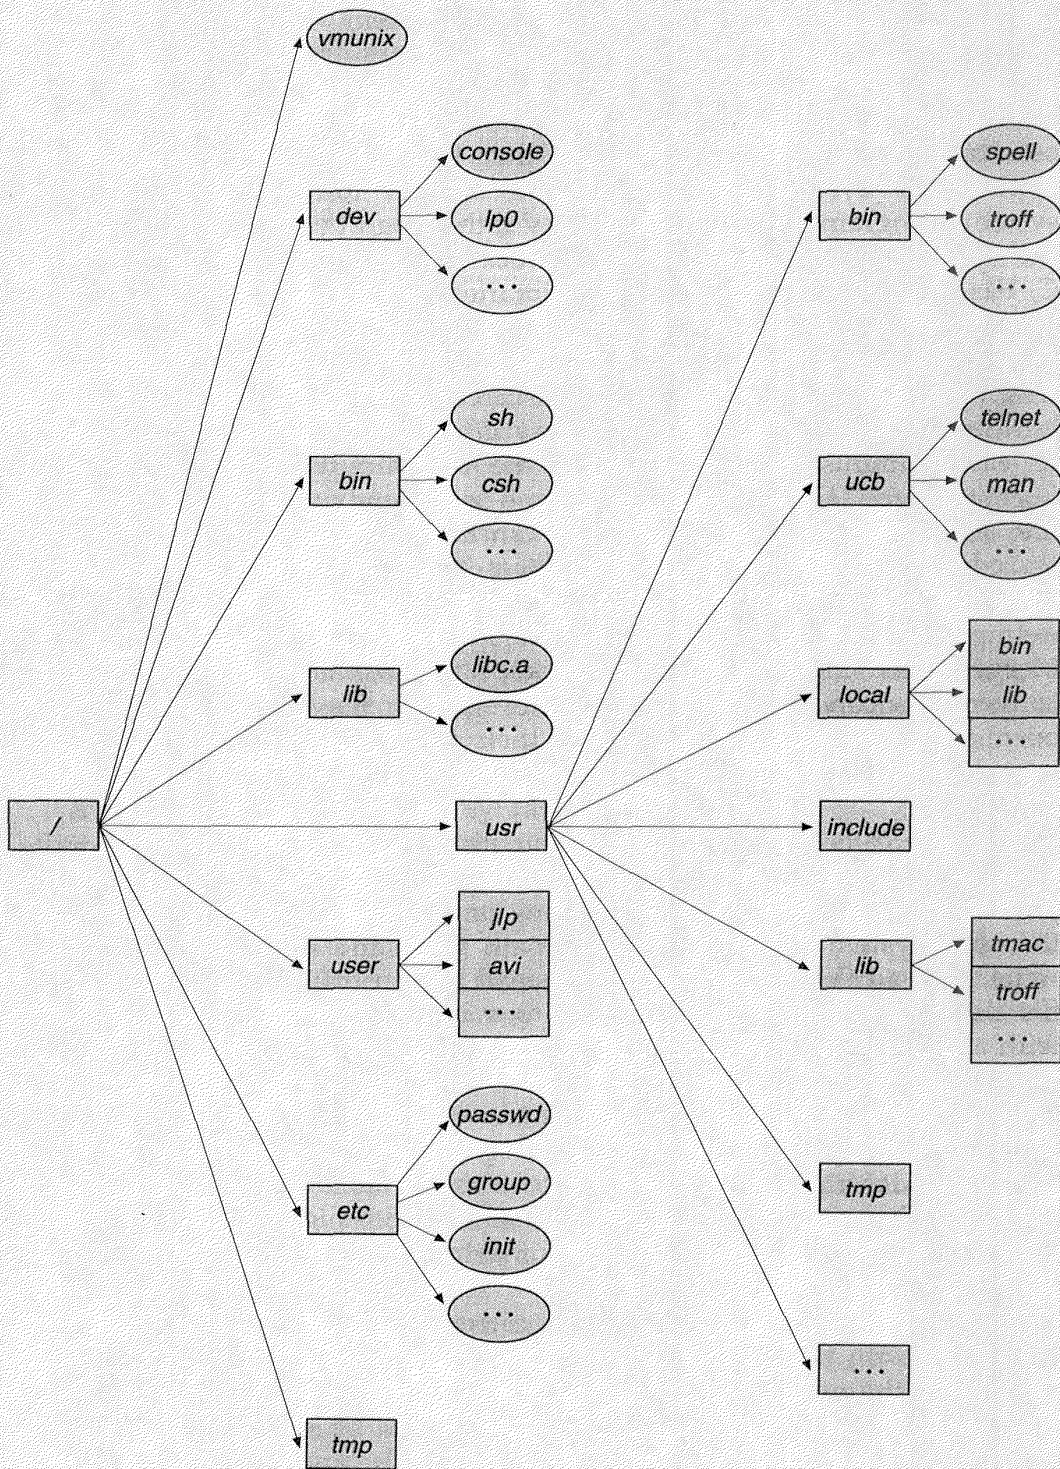 vmunix
console
dev
lp0
...
sh
bin
csh
...
libc.a
lib
...
/
usr
jlp
user
avi
...
passwd
group
etc
init
...
tmp
spell
bin
troff
...
telnet
ucb
man
...
bin
local
lib
...
include
tmac
lib
troff
...
tmp
...